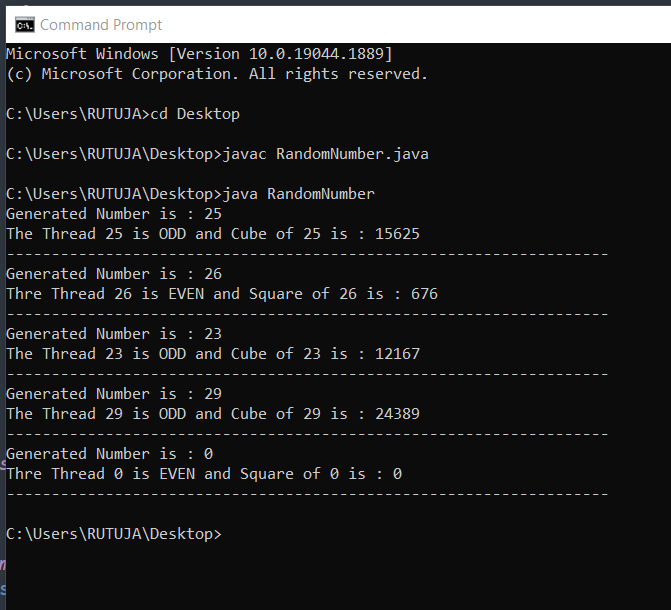 Command Prompt
Microsoft Windows [Version 10.0.19044.1889]
(c) Microsoft Corporation. All rights reserved.
C:\Users\RUTUJA>cd Desktop
C:\Users\RUTUJA\Desktop>javac RandomNumber.java
C:\Users\RUTUJA\Desktop>java RandomNumber
Generated Number is : 25
The Thread 25 is ODD and Cube of 25 is : 15625
-------------------------------------------------------------------
Generated Number is : 26
Thre Thread 26 is EVEN and Square of 26 is : 676
-------------------------------------------------------------------
Generated Number is : 23
The Thread 23 is ODD and Cube of 23 is : 12167
-------------------------------------------------------------------
Generated Number is : 29
The Thread 29 is ODD and Cube of 29 is : 24389
-------------------------------------------------------------------
Generated Number is : 0
Thre Thread 0 is EVEN and Square of 0 is : 0
-------------------------------------------------------------------
C:\Users\RUTUJA\Desktop>